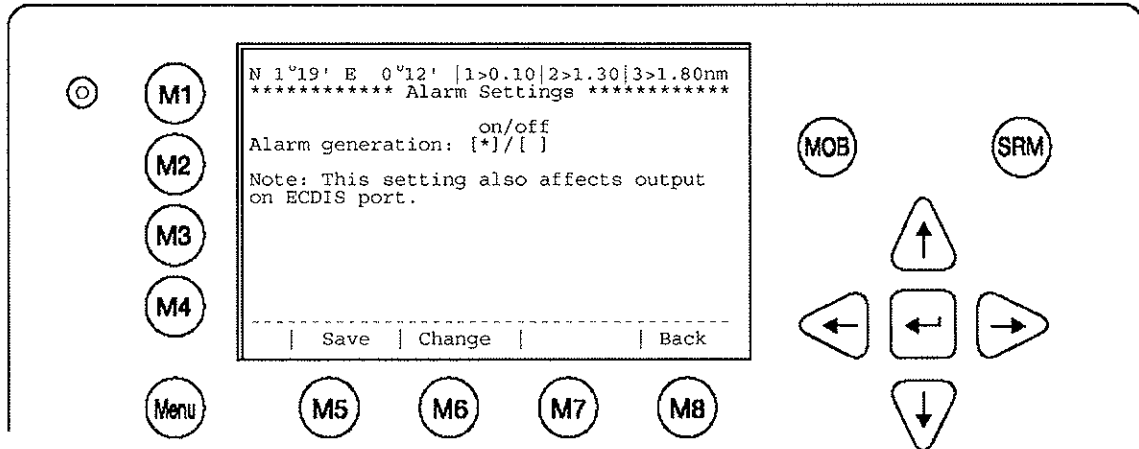 N 1°19' E 0°12' |1>0.10|2>1.30|3>1.80nm
************ Alarm Settings ************
on/off
Alarm generation: [*]/[ ]
Note: This setting also affects output
on ECDIS port.
| Save | Change | | Back
M1
M2
M3
M4
Menu
M5
M6
M7
M8
MOB
SRM